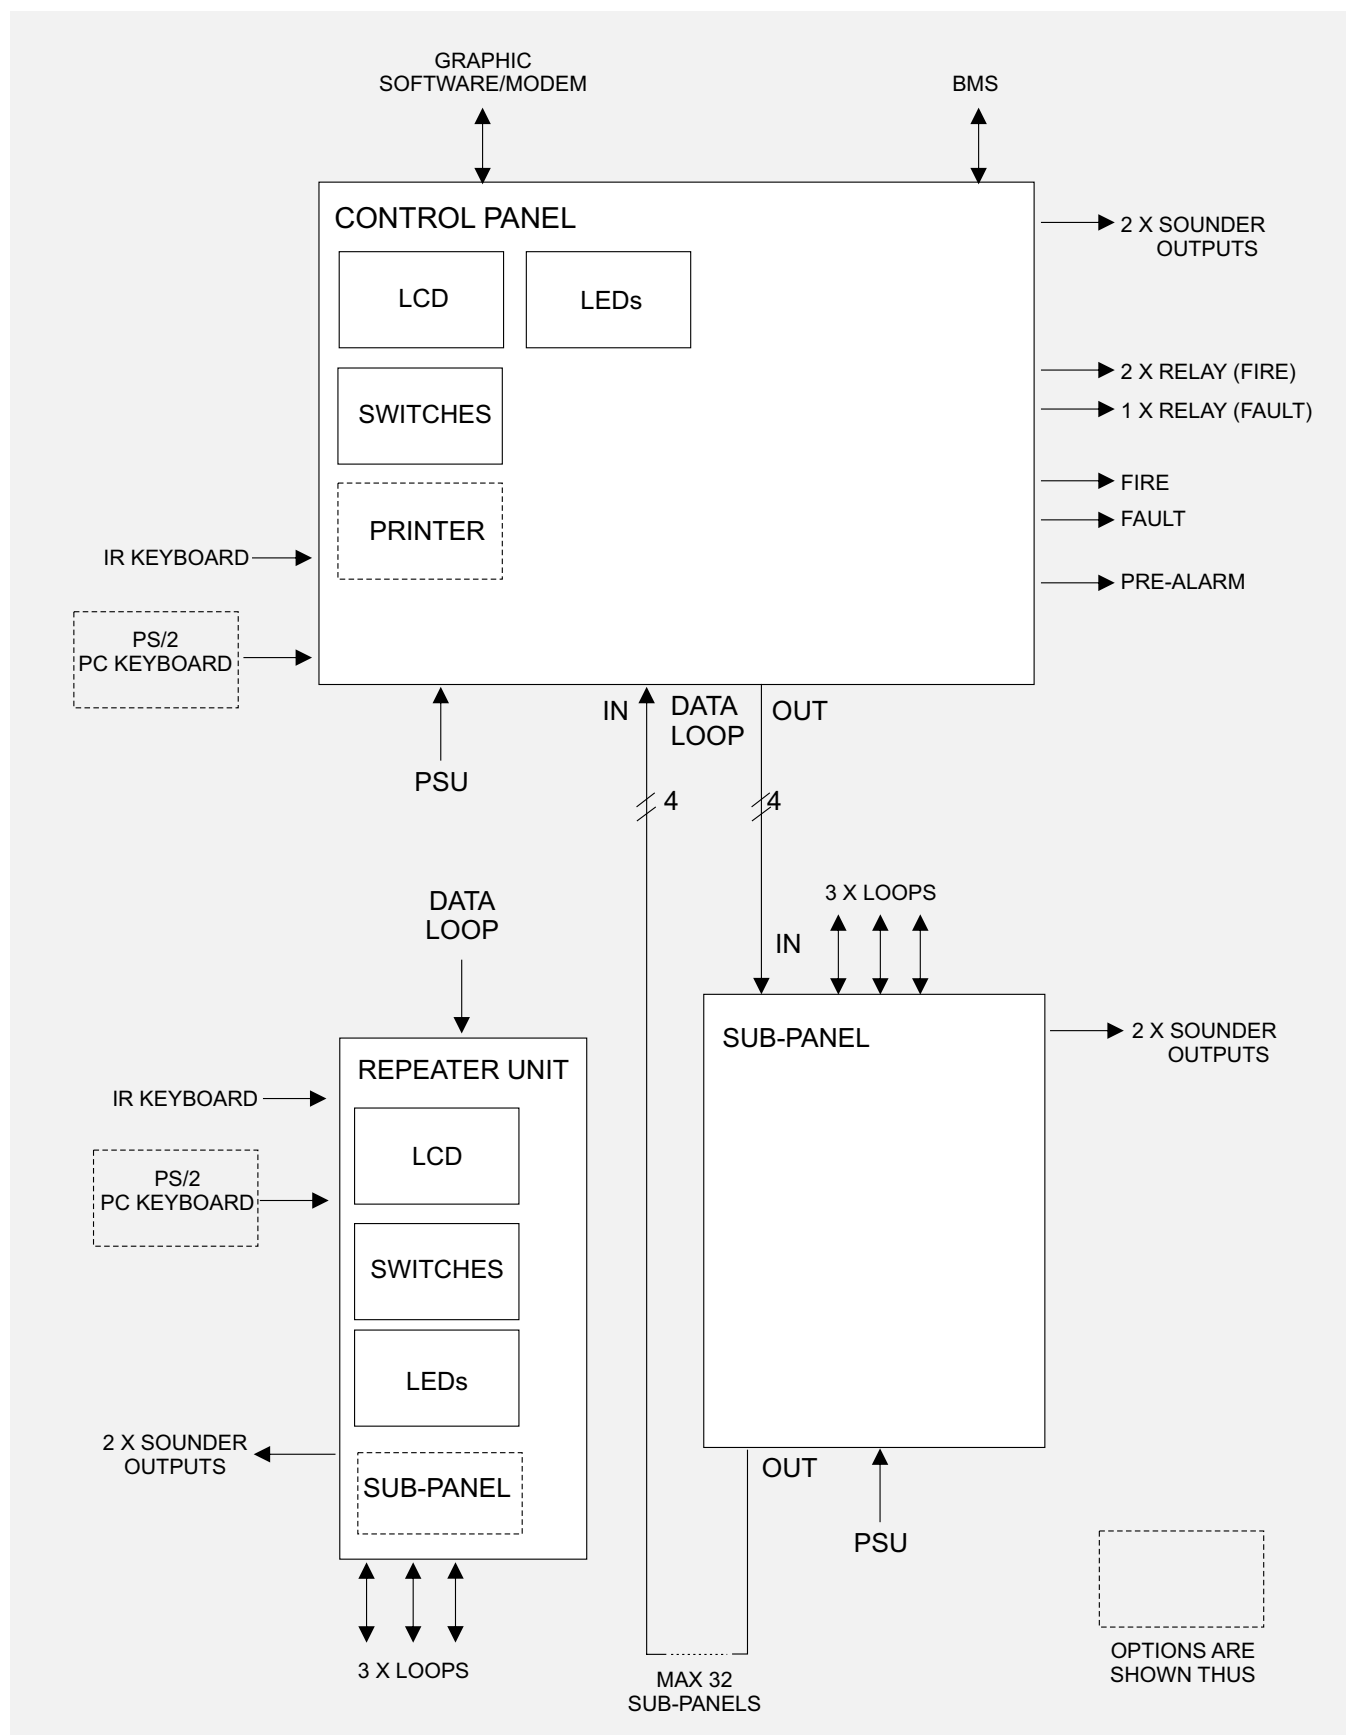 GRAPHIC
SOFTWARE/MODEM
BMS
CONTROL PANEL
LCD
LEDs
SWITCHES
PRINTER
2 X SOUNDER
OUTPUTS
2 X RELAY (FIRE)
1 X RELAY (FAULT)
FIRE
FAULT
PRE-ALARM
IR KEYBOARD
PS/2
PC KEYBOARD
PSU
IN
DATA
LOOP
OUT
4
4
DATA
LOOP
3 X LOOPS
IN
REPEATER UNIT
LCD
SWITCHES
LEDs
SUB-PANEL
IR KEYBOARD
PS/2
PC KEYBOARD
2 X SOUNDER
OUTPUTS
3 X LOOPS
SUB-PANEL
2 X SOUNDER
OUTPUTS
OUT
PSU
MAX 32
SUB-PANELS
OPTIONS ARE
SHOWN THUS